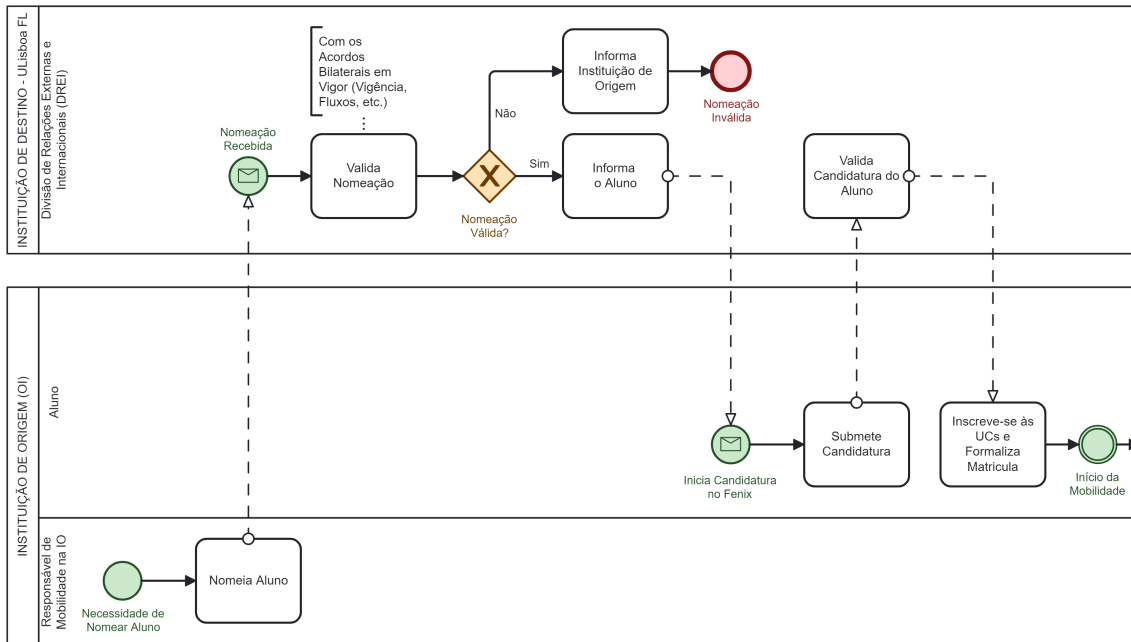 INSTITUIÇÃO DE DESTINO - ULisboa FL
Divisão de Relações Externas e
Internacionais (DREI)
Com os
Acordos
Bilaterais em
Vigor (Vigência,
Fluxos, etc.)
Nomeação
Recebida
Valida
Nomeação
Nomeação
Válida?
Não
Sim
Informa
Instituição de
Origem
Nomeação
Inválida
Informa
o Aluno
Valida
Candidatura do
Aluno
INSTITUIÇÃO DE ORIGEM (OI)
Aluno
Inicia Candidatura
no Fenix
Submete
Candidatura
Inscreve-se às
UCs e
Formaliza
Matricula
Início da
Mobilidade
Responsável de
Mobilidade na IO
Necessidade de
Nomear Aluno
Nomeia Aluno